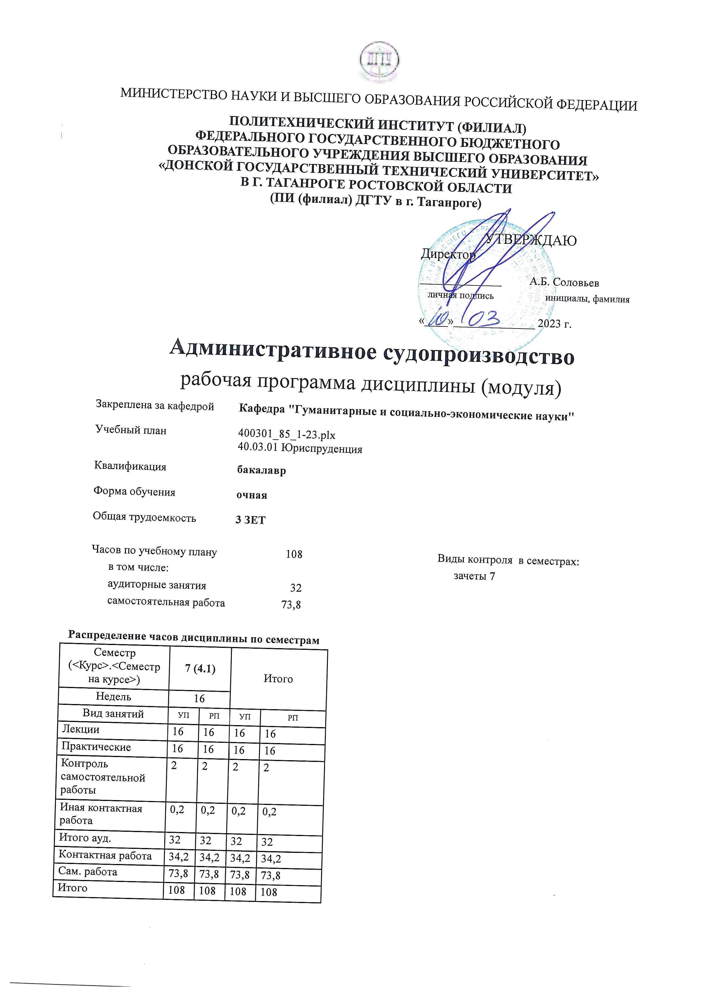 ДГТУ
МИНИСТЕРСТВО НАУКИ И ВЫСШЕГО ОБРАЗОВАНИЯ РОССИЙСКОЙ ФЕДЕРАЦИИ
ПОЛИТЕХНИЧЕСКИЙ ИНСТИТУТ (ФИЛИАЛ)
ФЕДЕРАЛЬНОГО ГОСУДАРСТВЕННОГО БЮДЖЕТНОГО
ОБРАЗОВАТЕЛЬНОГО УЧРЕЖДЕНИЯ ВЫСШЕГО ОБРАЗОВАНИЯ
«ДОНСКОЙ ГОСУДАРСТВЕННЫЙ ТЕХНИЧЕСКИЙ УНИВЕРСИТЕТ»
В Г. ТАГАНРОГЕ РОСТОВСКОЙ ОБЛАСТИ
(ПИ (филиал) ДГТУ в г. Таганроге)
УТВЕРЖДАЮ
Директор
А.Б. Соловьев
личная подпись инициалы, фамилия
«10» 03 2023 г.
Административное судопроизводство
рабочая программа дисциплины (модуля)
Закреплена за кафедрой Кафедра "Гуманитарные и социально-экономические науки"
Учебный план 400301_85_1-23.plx
40.03.01 Юриспруденция
Квалификация бакалавр
Форма обучения очная
Общая трудоемкость 3 ЗЕТ
Часов по учебному плану 108 Виды контроля в семестрах:
в том числе: зачеты 7
аудиторные занятия 32
самостоятельная работа 73,8
Распределение часов дисциплины по семестрам
Семестр
(<Курс>.<Семестр 7 (4.1) Итого
на курсе>)
Недель 16
Вид занятий УП РП УП РП
Лекции 16 16 16 16
Практические 16 16 16 16
Контроль 2 2 2 2
самостоятельной
работы
Иная контактная 0,2 0,2 0,2 0,2
работа
Итого ауд. 32 32 32 32
Контактная работа 34,2 34,2 34,2 34,2
Сам. работа 73,8 73,8 73,8 73,8
Итого 108 108 108 108